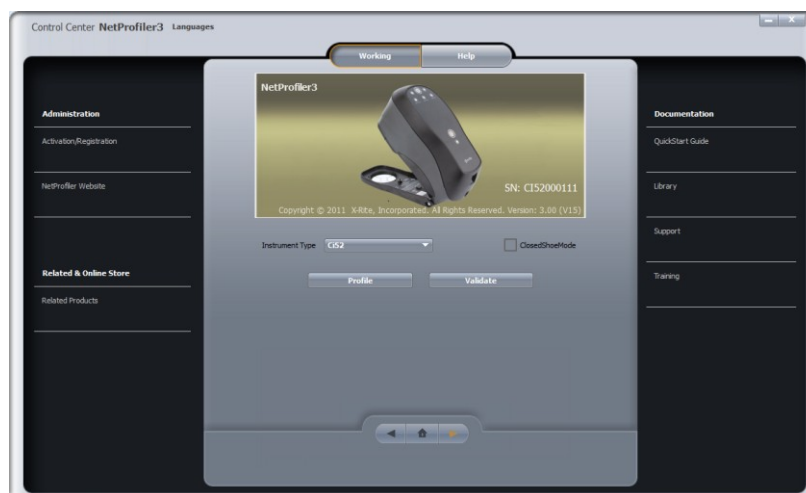 Control Center NetProfiler3 Languages
Working Help
Administration
Activation/Registration
NetProfiler Website
Related & Online Store
Related Products
NetProfiler3
SN: CI52000111
Copyright © 2011 X-Rite, Incorporated. All Rights Reserved. Version: 3.00 (V15)
Instrument Type Ci52 ClosedShoeMode
Profile Validate
Documentation
QuickStart Guide
Library
Support
Training